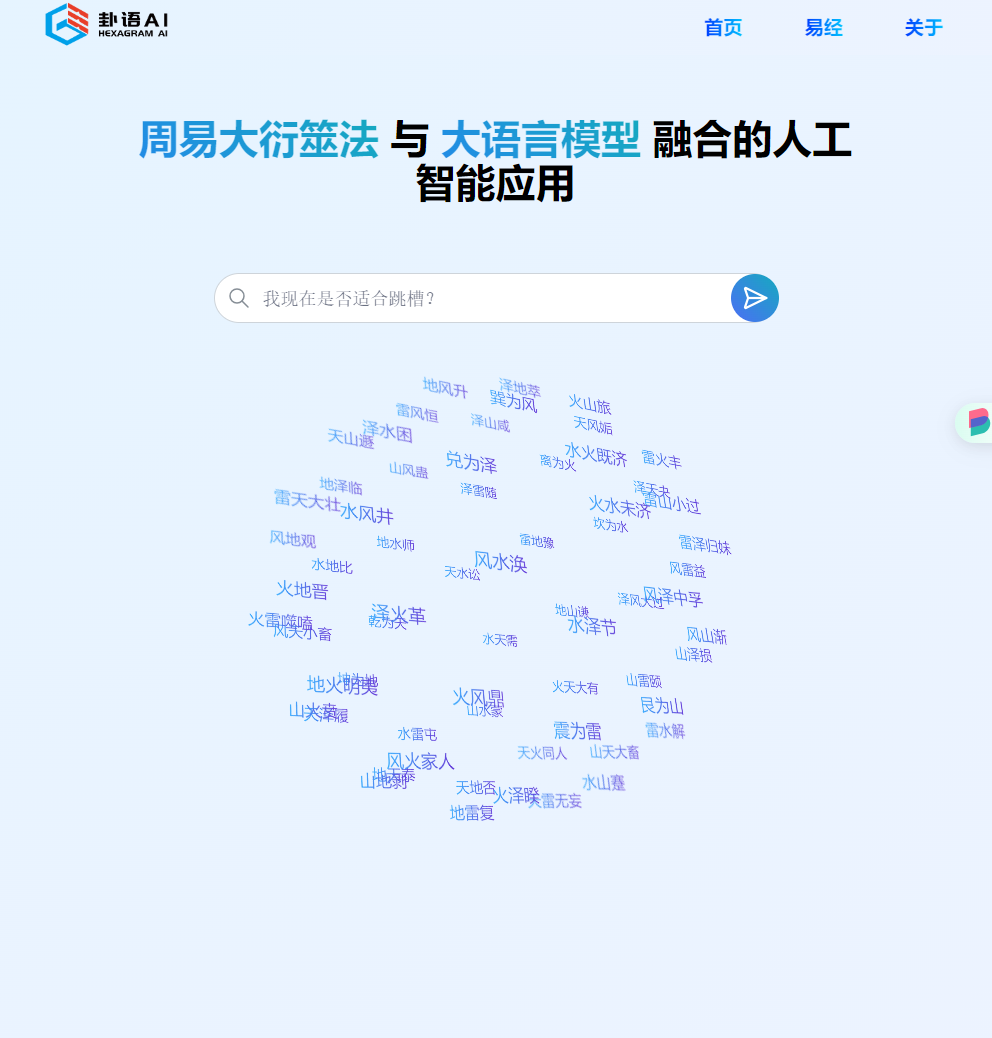 卦语AI
HEXAGRAM AI
首页
易经
关于
周易大衍筮法 与 大语言模型 融合的人工
智能应用
我现在是否适合跳槽？
地风升
泽地萃
巽为风
火山旅
雷风恒
泽山咸
天风姤
泽水困
天山遯
水火既济
兑为泽
离为火
雷火丰
山风蛊
地泽临
泽雷随
泽天夬
雷天大壮
水风井
火水未济
雷山小过
坎为水
风地观
地水师
雷地豫
雷泽归妹
风水涣
水地比
天水讼
风雷益
火地晋
泽风大过
风泽中孚
泽火革
乾为天
地山谦
火雷噬嗑
风天小畜
水泽节
风山渐
水天需
山泽损
坤为地
地火明夷
火天大有
山雷颐
火风鼎
山水蒙
艮为山
山火贲
天泽履
水雷屯
震为雷
雷水解
天火同人
山天大畜
风火家人
地天泰
山地剥
天地否
火泽睽
天雷无妄
水山蹇
地雷复